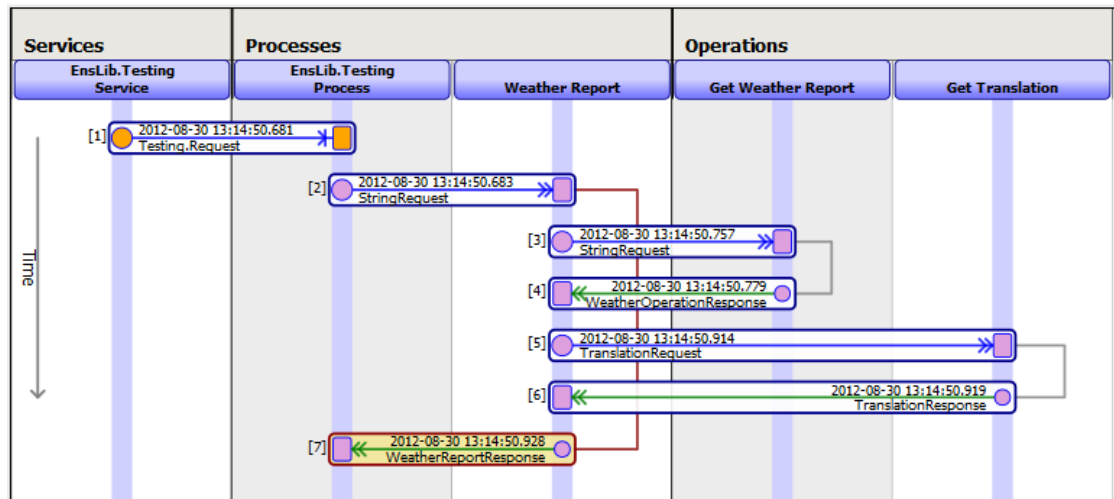 Services
Processes
Operations
EnsLib.Testing
Service
EnsLib.Testing
Process
Weather Report
Get Weather Report
Get Translation
Time
[1]
2012-08-30 13:14:50.681
Testing.Request
[2]
2012-08-30 13:14:50.683
StringRequest
[3]
2012-08-30 13:14:50.757
StringRequest
[4]
2012-08-30 13:14:50.779
WeatherOperationResponse
[5]
2012-08-30 13:14:50.914
TranslationRequest
[6]
2012-08-30 13:14:50.919
TranslationResponse
[7]
2012-08-30 13:14:50.928
WeatherReportResponse